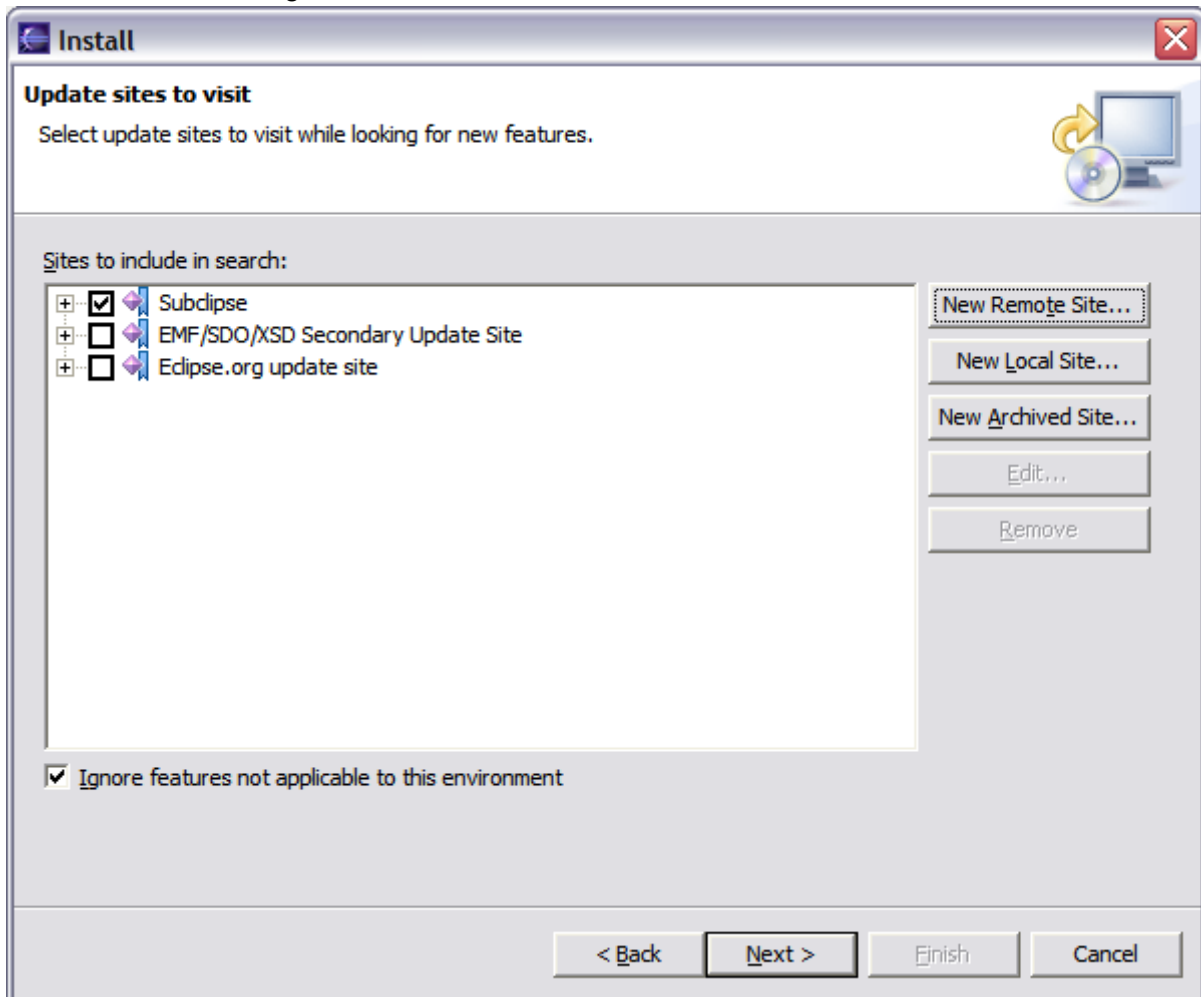 Install
Update sites to visit
Select update sites to visit while looking for new features.
Sites to include in search:
Subclipse
EMF/SDO/XSD Secondary Update Site
Eclipse.org update site
New Remote Site...
New Local Site...
New Archived Site...
Edit...
Remove
Ignore features not applicable to this environment
< Back Next > Finish Cancel